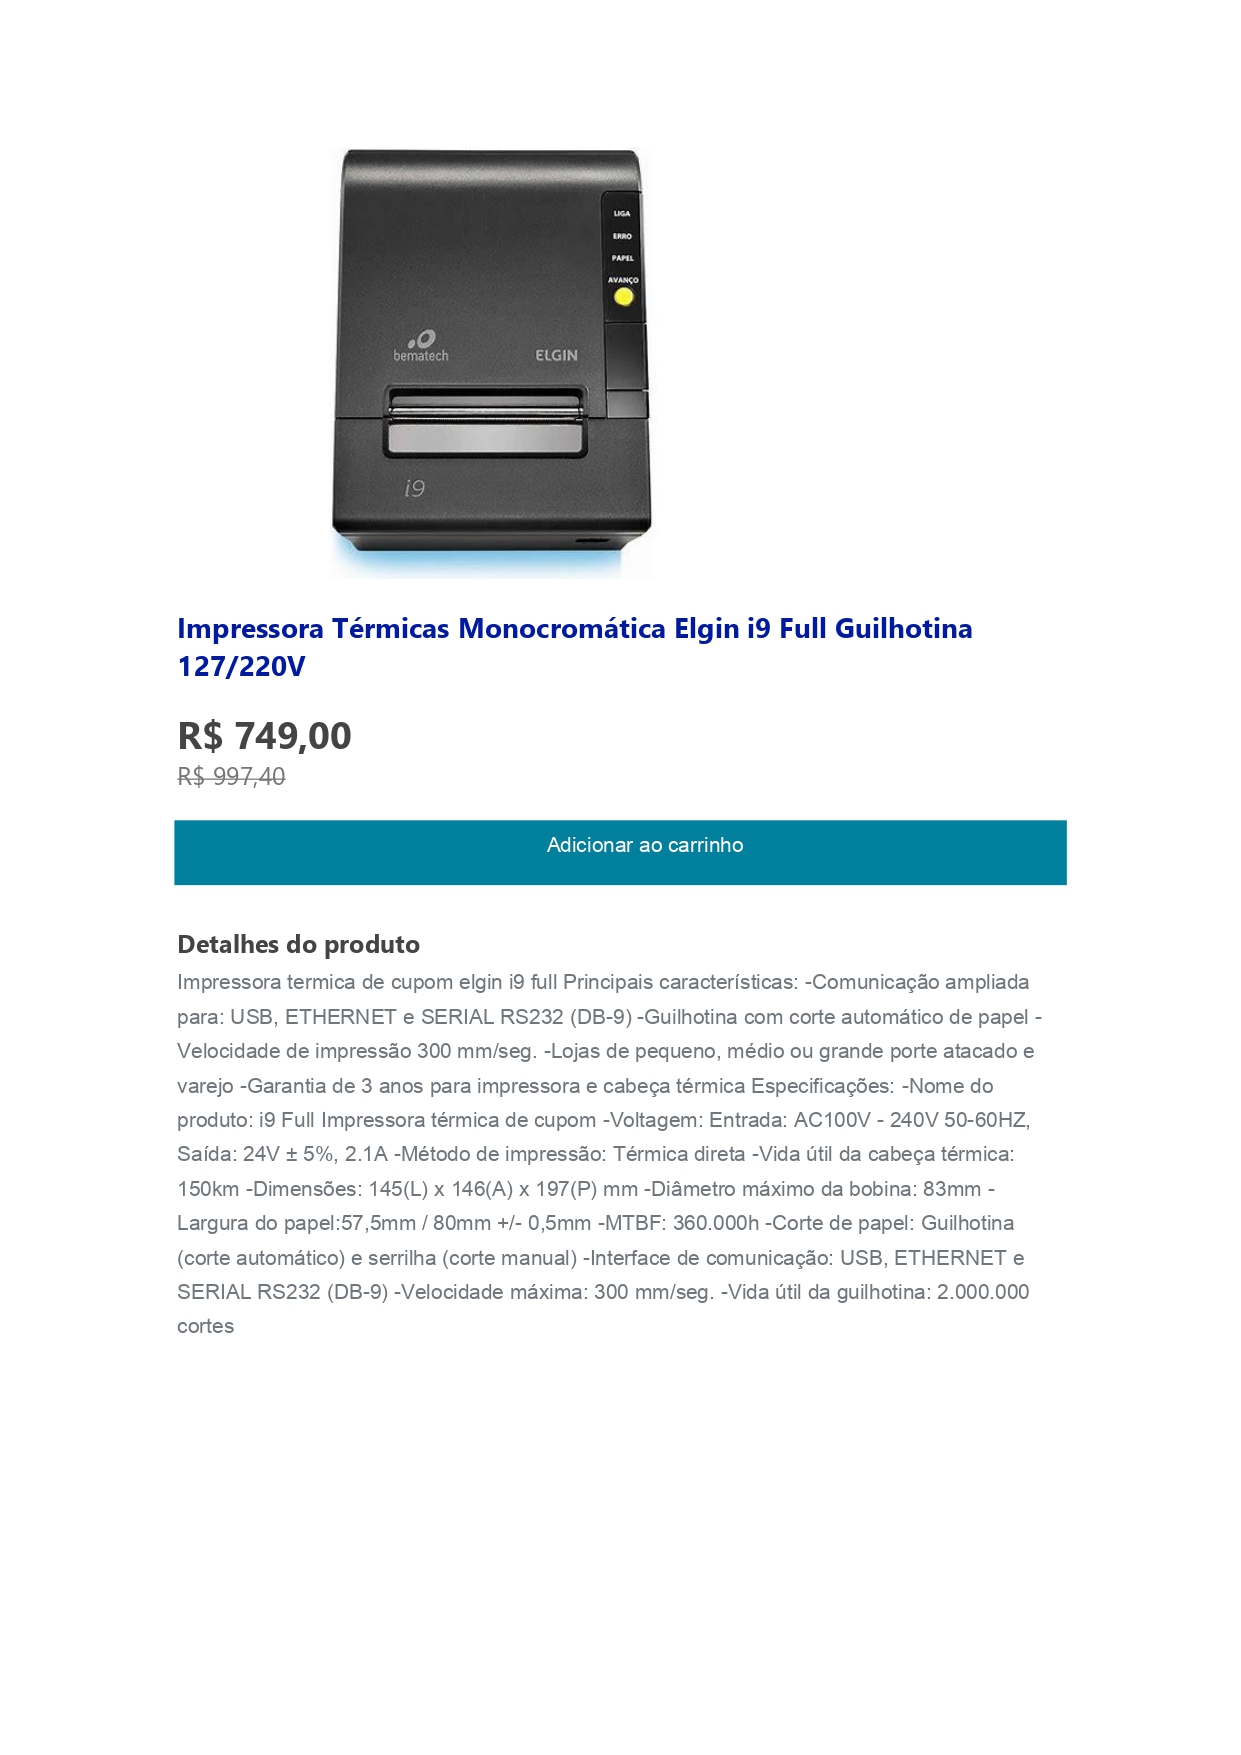 LIGA
ERRO
PAPEL
AVANÇO
bematech
ELGIN
i9
Impressora Térmicas Monocromática Elgin i9 Full Guilhotina
127/220V
R$ 749,00
R$ 997,40
Adicionar ao carrinho
Detalhes do produto
Impressora termica de cupom elgin i9 full Principais características: -Comunicação ampliada
para: USB, ETHERNET e SERIAL RS232 (DB-9) -Guilhotina com corte automático de papel -
Velocidade de impressão 300 mm/seg. -Lojas de pequeno, médio ou grande porte atacado e
varejo -Garantia de 3 anos para impressora e cabeça térmica Especificações: -Nome do
produto: i9 Full Impressora térmica de cupom -Voltagem: Entrada: AC100V - 240V 50-60HZ,
Saída: 24V ± 5%, 2.1A -Método de impressão: Térmica direta -Vida útil da cabeça térmica:
150km -Dimensões: 145(L) x 146(A) x 197(P) mm -Diâmetro máximo da bobina: 83mm -
Largura do papel:57,5mm / 80mm +/- 0,5mm -MTBF: 360.000h -Corte de papel: Guilhotina
(corte automático) e serrilha (corte manual) -Interface de comunicação: USB, ETHERNET e
SERIAL RS232 (DB-9) -Velocidade máxima: 300 mm/seg. -Vida útil da guilhotina: 2.000.000
cortes